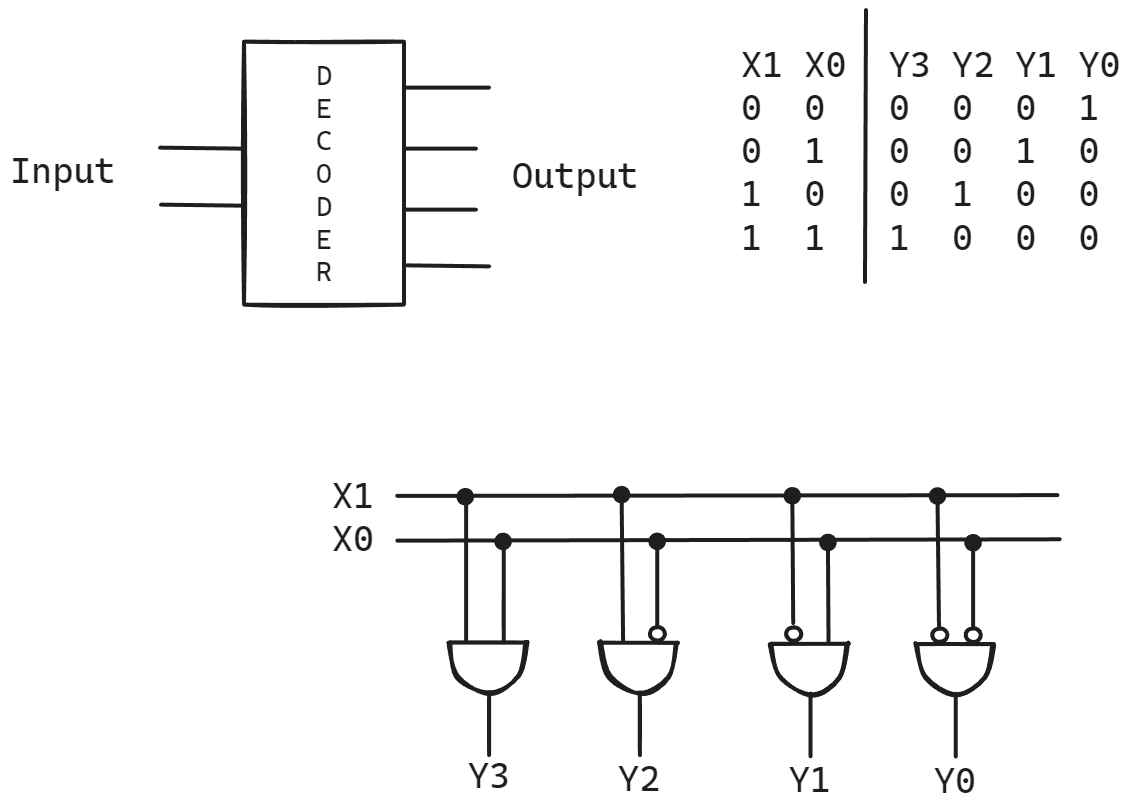 Input
D
E
C
O
D
E
R
Output
X1 X0 Y3 Y2 Y1 Y0
0 0 0 0 0 1
0 1 0 0 1 0
1 0 0 1 0 0
1 1 1 0 0 0
X1
X0
Y3 Y2 Y1 Y0